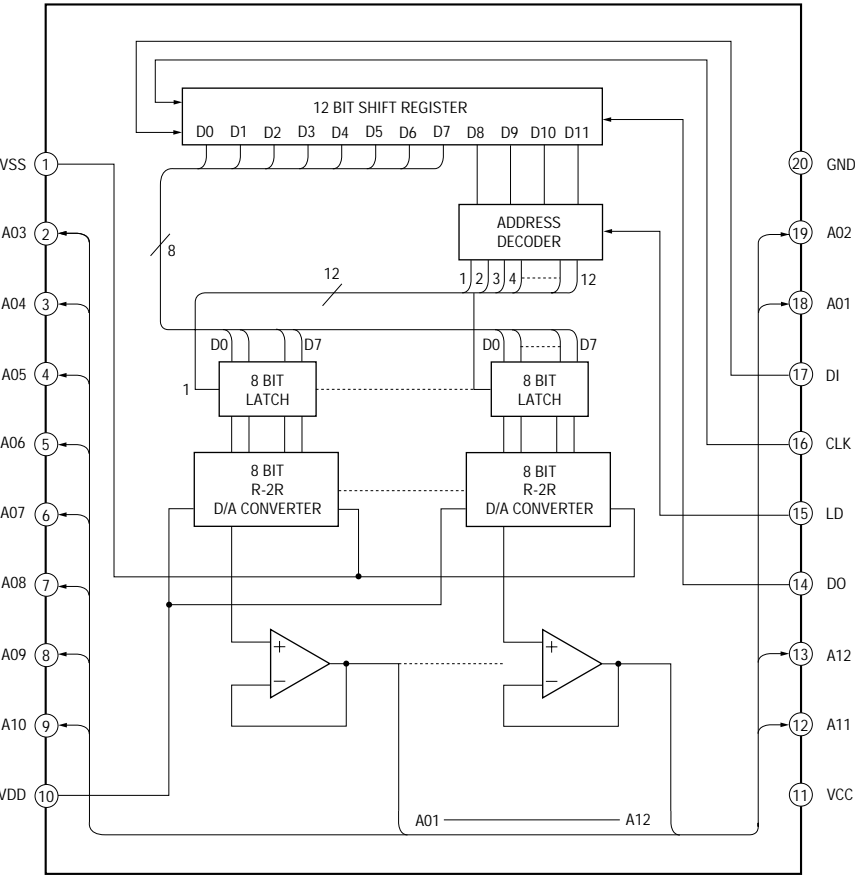 12 BIT SHIFT REGISTER
D0 D1 D2 D3 D4 D5 D6 D7 D8 D9 D10 D11
VSS 1
20 GND
A03 2
ADDRESS
DECODER
19 A02
8
1 2 3 4 12
12
A04 3
18 A01
D0 D7
D0 D7
A05 4
1
8 BIT
LATCH
8 BIT
LATCH
17 DI
A06 5
16 CLK
8 BIT
R-2R
D/A CONVERTER
8 BIT
R-2R
D/A CONVERTER
A07 6
15 LD
A08 7
14 DO
A09 8
+
−
+
−
13 A12
A10 9
12 A11
VDD 10
11 VCC
A01 A12